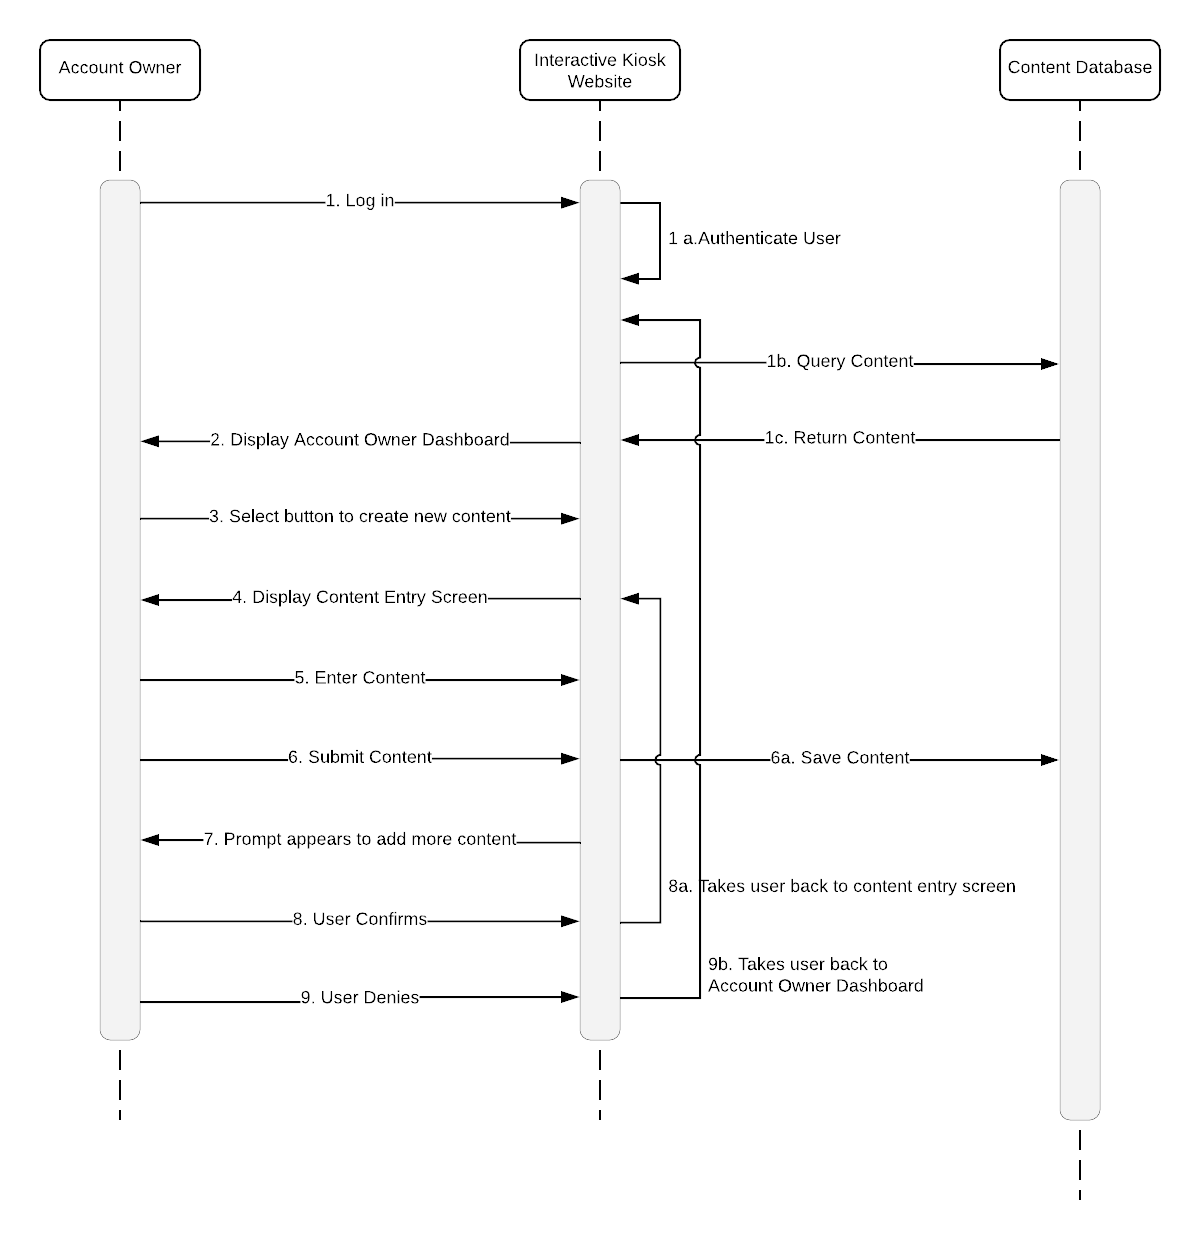 Account Owner
Interactive Kiosk
Website
Content Database
1. Log in
1 a.Authenticate User
1b. Query Content
2. Display Account Owner Dashboard
1c. Return Content
3. Select button to create new content
4. Display Content Entry Screen
5. Enter Content
6. Submit Content
6a. Save Content
7. Prompt appears to add more content
8a. Takes user back to content entry screen
8. User Confirms
9b. Takes user back to
Account Owner Dashboard
9. User Denies